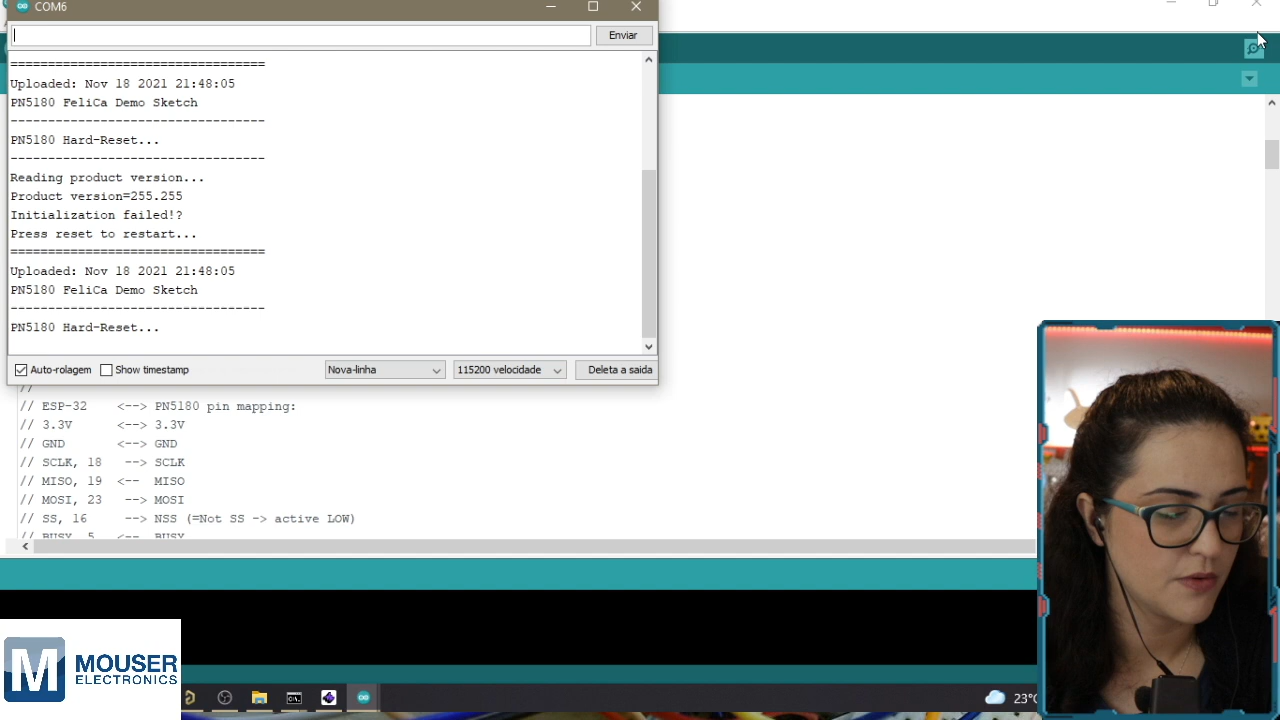 COM6
Enviar
==================================
Uploaded: Nov 18 2021 21:48:05
PN5180 FeliCa Demo Sketch
----------------------------------
PN5180 Hard-Reset...
----------------------------------
Reading product version...
Product version=255.255
Initialization failed!?
Press reset to restart...
==================================
Uploaded: Nov 18 2021 21:48:05
PN5180 FeliCa Demo Sketch
----------------------------------
PN5180 Hard-Reset...
Auto-rolagem Show timestamp Nova-linha 115200 velocidade Deleta a saida
//
// ESP-32 <--> PN5180 pin mapping:
// 3.3V <--> 3.3V
// GND <--> GND
// SCLK, 18 --> SCLK
// MISO, 19 <-- MISO
// MOSI, 23 --> MOSI
// SS, 16 --> NSS (=Not SS -> active LOW)
// BUSY, 5 <-- BUSY
M MOUSER
ELECTRONICS
23°C